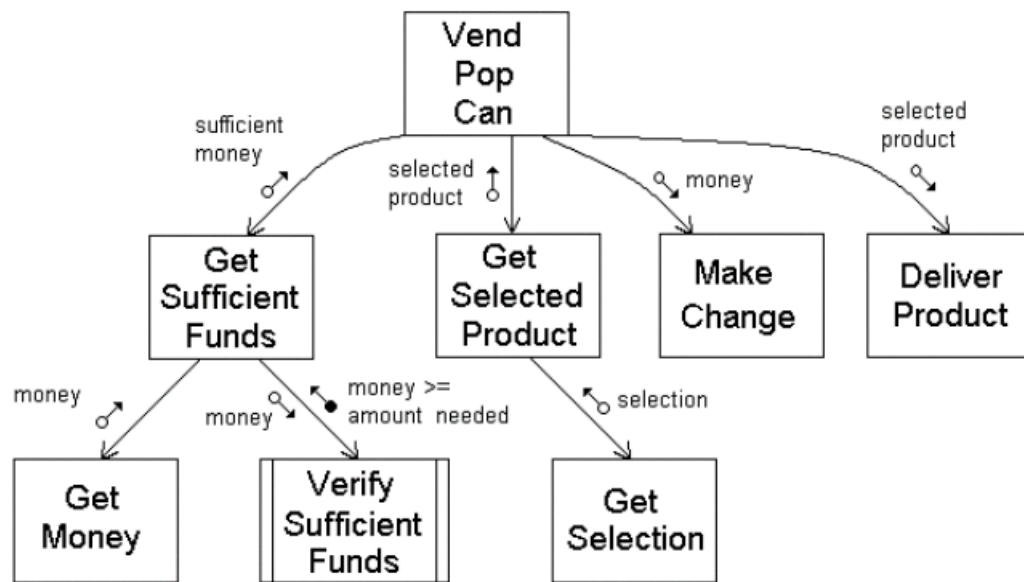 Vend
Pop
Can
sufficient
money
selected
product
money
selected
product
Get
Sufficient
Funds
Get
Selected
Product
Make
Change
Deliver
Product
money
money
money >=
amount needed
selection
Get
Money
Verify
Sufficient
Funds
Get
Selection